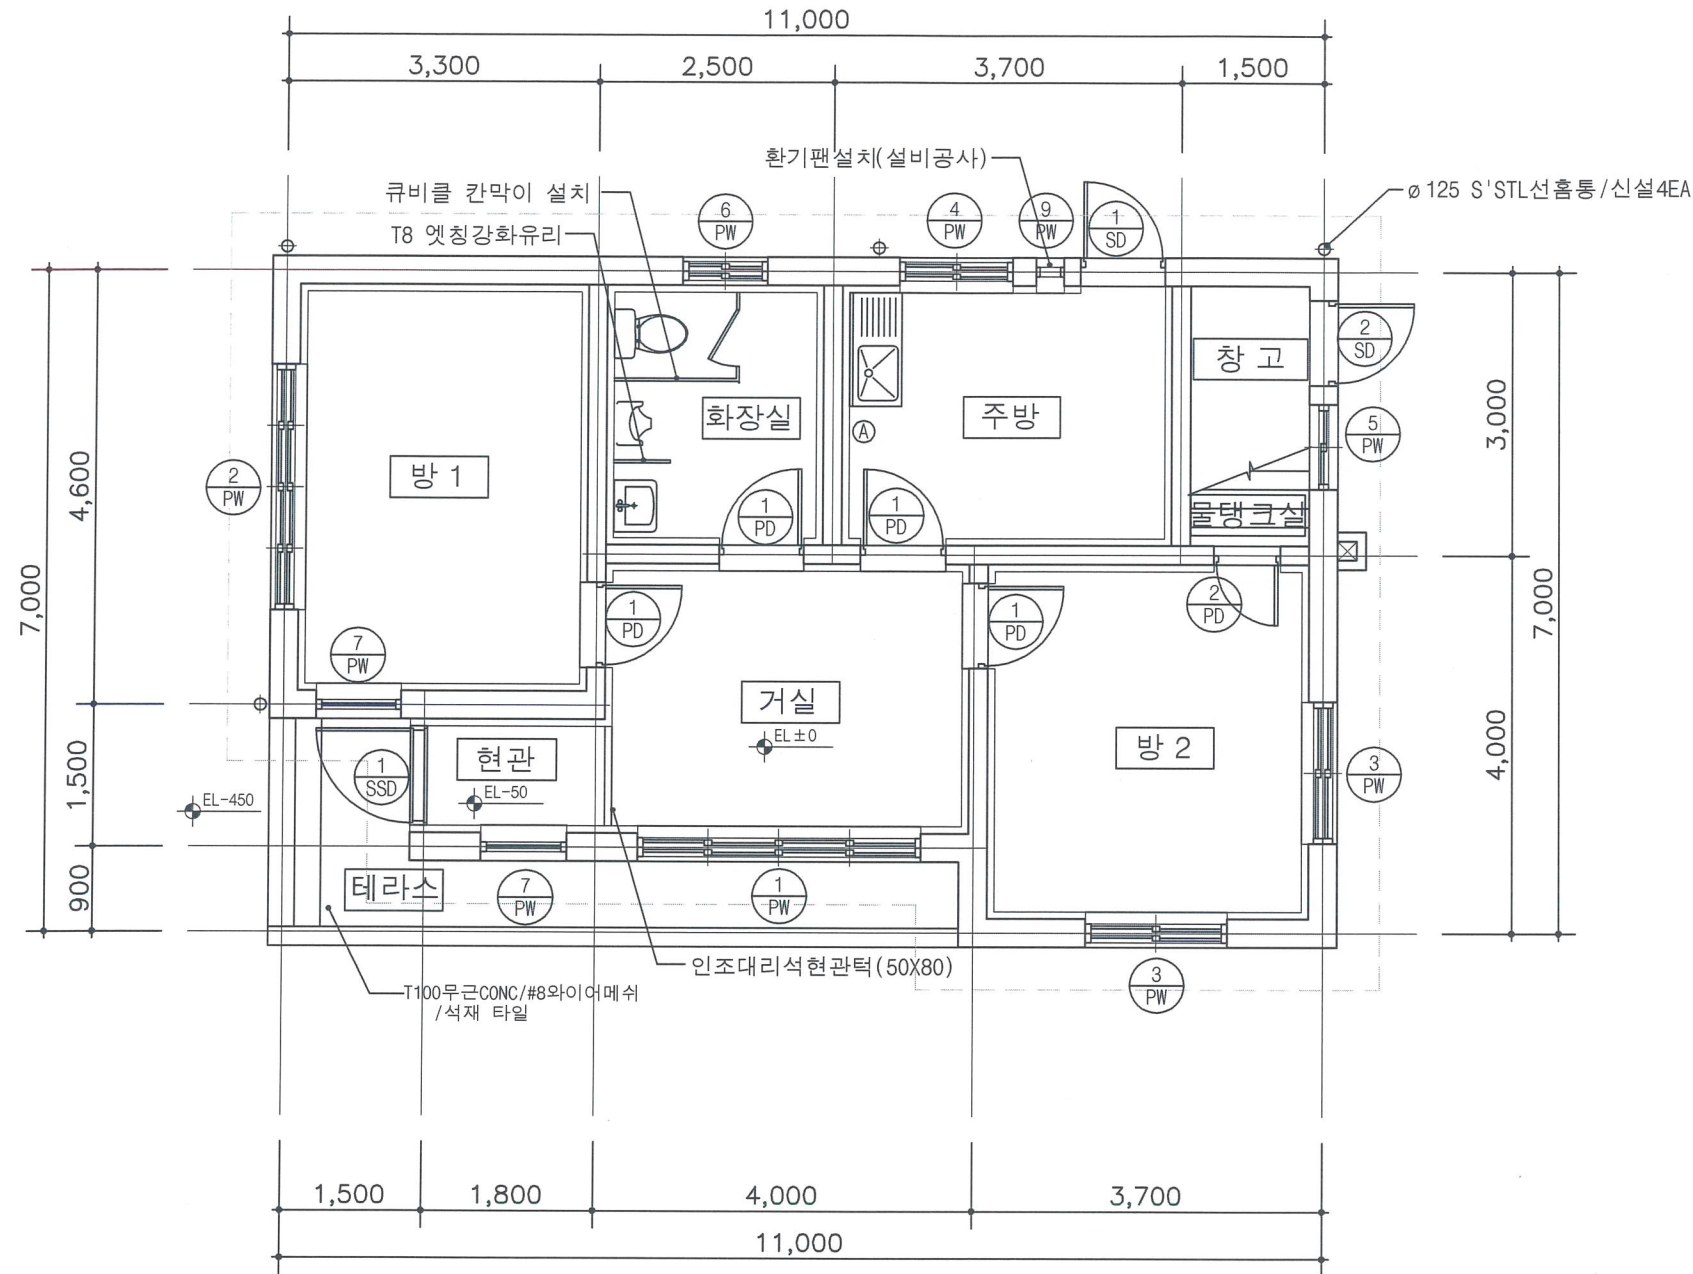 11,000
3,300
2,500
3,700
1,500
환기팬설치(설비공사)
큐비클 칸막이 설치
T8 엣칭강화유리
ø125 S'STL선홈통/신설4EA
6
PW
4
PW
9
PW
1
SD
2
SD
창 고
화장실
주방
A
5
PW
방 1
2
PW
물탱크실
1
PD
1
PD
4,600
7,000
3,000
7,000
1
PD
1
PD
2
PD
7
PW
거실
EL±0
현관
EL-50
방 2
1
SSD
EL-450
3
PW
1,500
4,000
900
테라스
7
PW
1
PW
인조대리석현관턱(50X80)
3
PW
T100무근CONC/#8와이어메쉬
/석재 타일
1,500
1,800
4,000
3,700
11,000